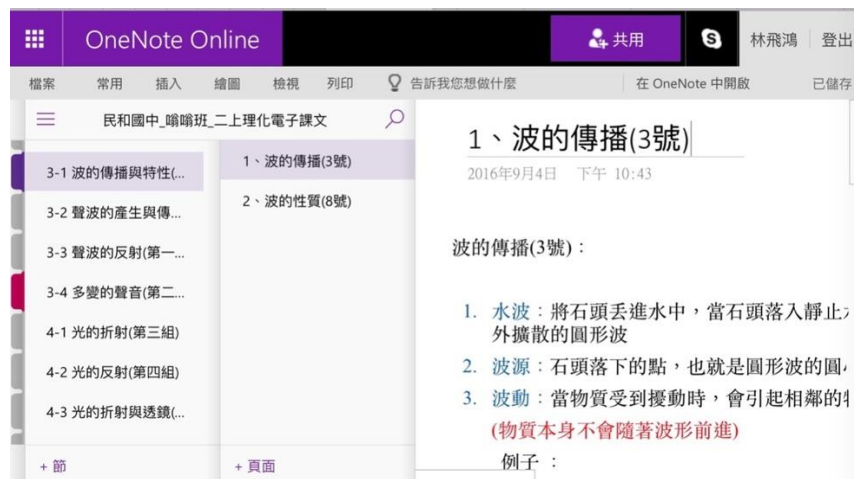 OneNote Online 共用 林飛鴻 登出
檔案 常用 插入 繪圖 檢視 列印 告訴我您想做什麼 在 OneNote 中開啟 已儲存
民和國中_嗡嗡班_二上理化電子課文
3-1 波的傳播與特性(...
3-2 聲波的產生與傳...
3-3 聲波的反射(第一...
3-4 多變的聲音(第二...
4-1 光的折射(第三組)
4-2 光的反射(第四組)
4-3 光的折射與透鏡(...
+ 節
1、波的傳播(3號)
2、波的性質(8號)
+ 頁面
1、波的傳播(3號)
2016年9月4日 下午 10:43
波的傳播(3號)：
1. 水波：將石頭丟進水中，當石頭落入靜止
外擴散的圓形波
2. 波源：石頭落下的點，也就是圓形波的圓
3. 波動：當物質受到擾動時，會引起相鄰的
(物質本身不會隨著波形前進)
例子：